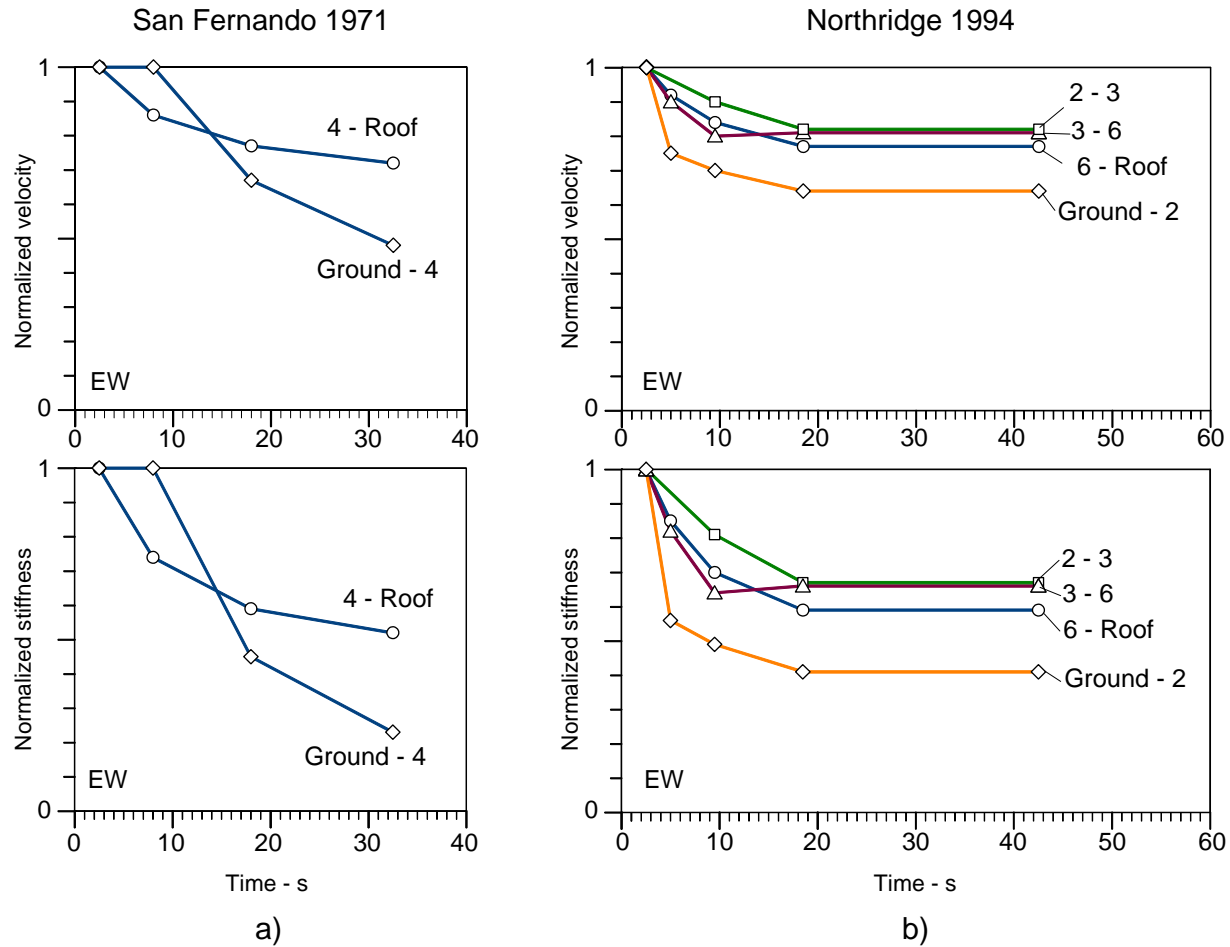 San Fernando 1971
Northridge 1994
1
Normalized velocity
4 - Roof
Ground - 4
EW
0
0 10 20 30 40
1
Normalized velocity
2 - 3
3 - 6
6 - Roof
Ground - 2
EW
0
0 10 20 30 40 50 60
1
Normalized stiffness
4 - Roof
Ground - 4
EW
0
0 10 20 30 40
Time - s
a)
1
Normalized stiffness
2 - 3
3 - 6
6 - Roof
Ground - 2
EW
0
0 10 20 30 40 50 60
Time - s
b)